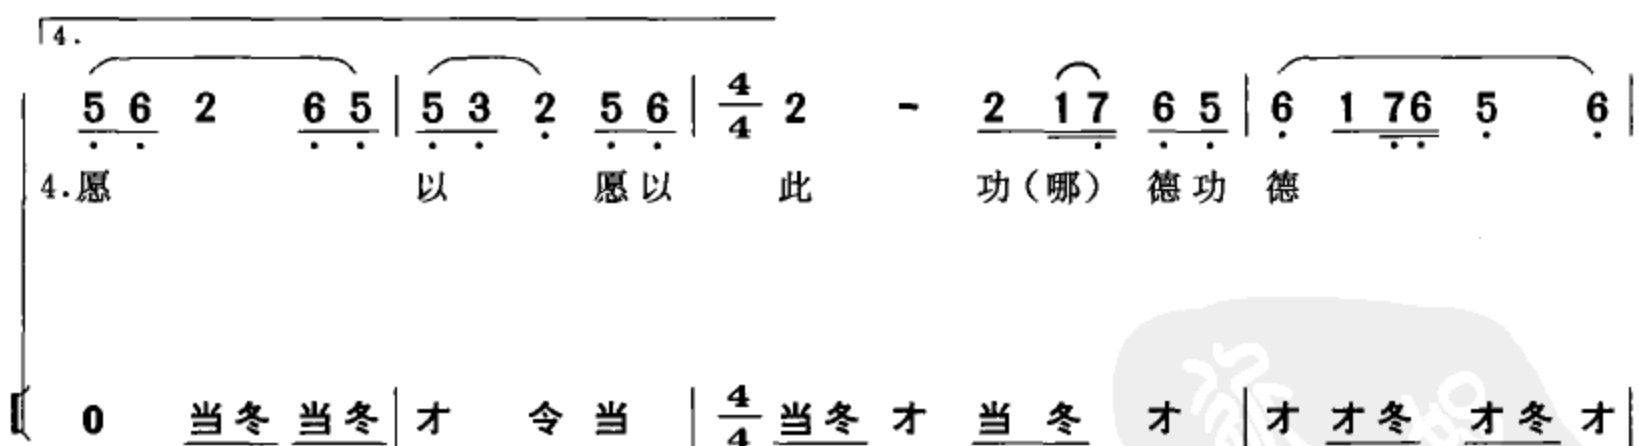 4.
5 6 2 6 5 | 5 3 2 5 6 | 4/4 2 - 2 1 7 6 5 | 6 1 7 6 5 6 |
4.愿 以 愿以 此 功(哪) 德功 德
0 当冬 当冬 | 才 令 当 | 4/4 当冬 才 当 冬 才 | 才 才冬 才冬 才 |